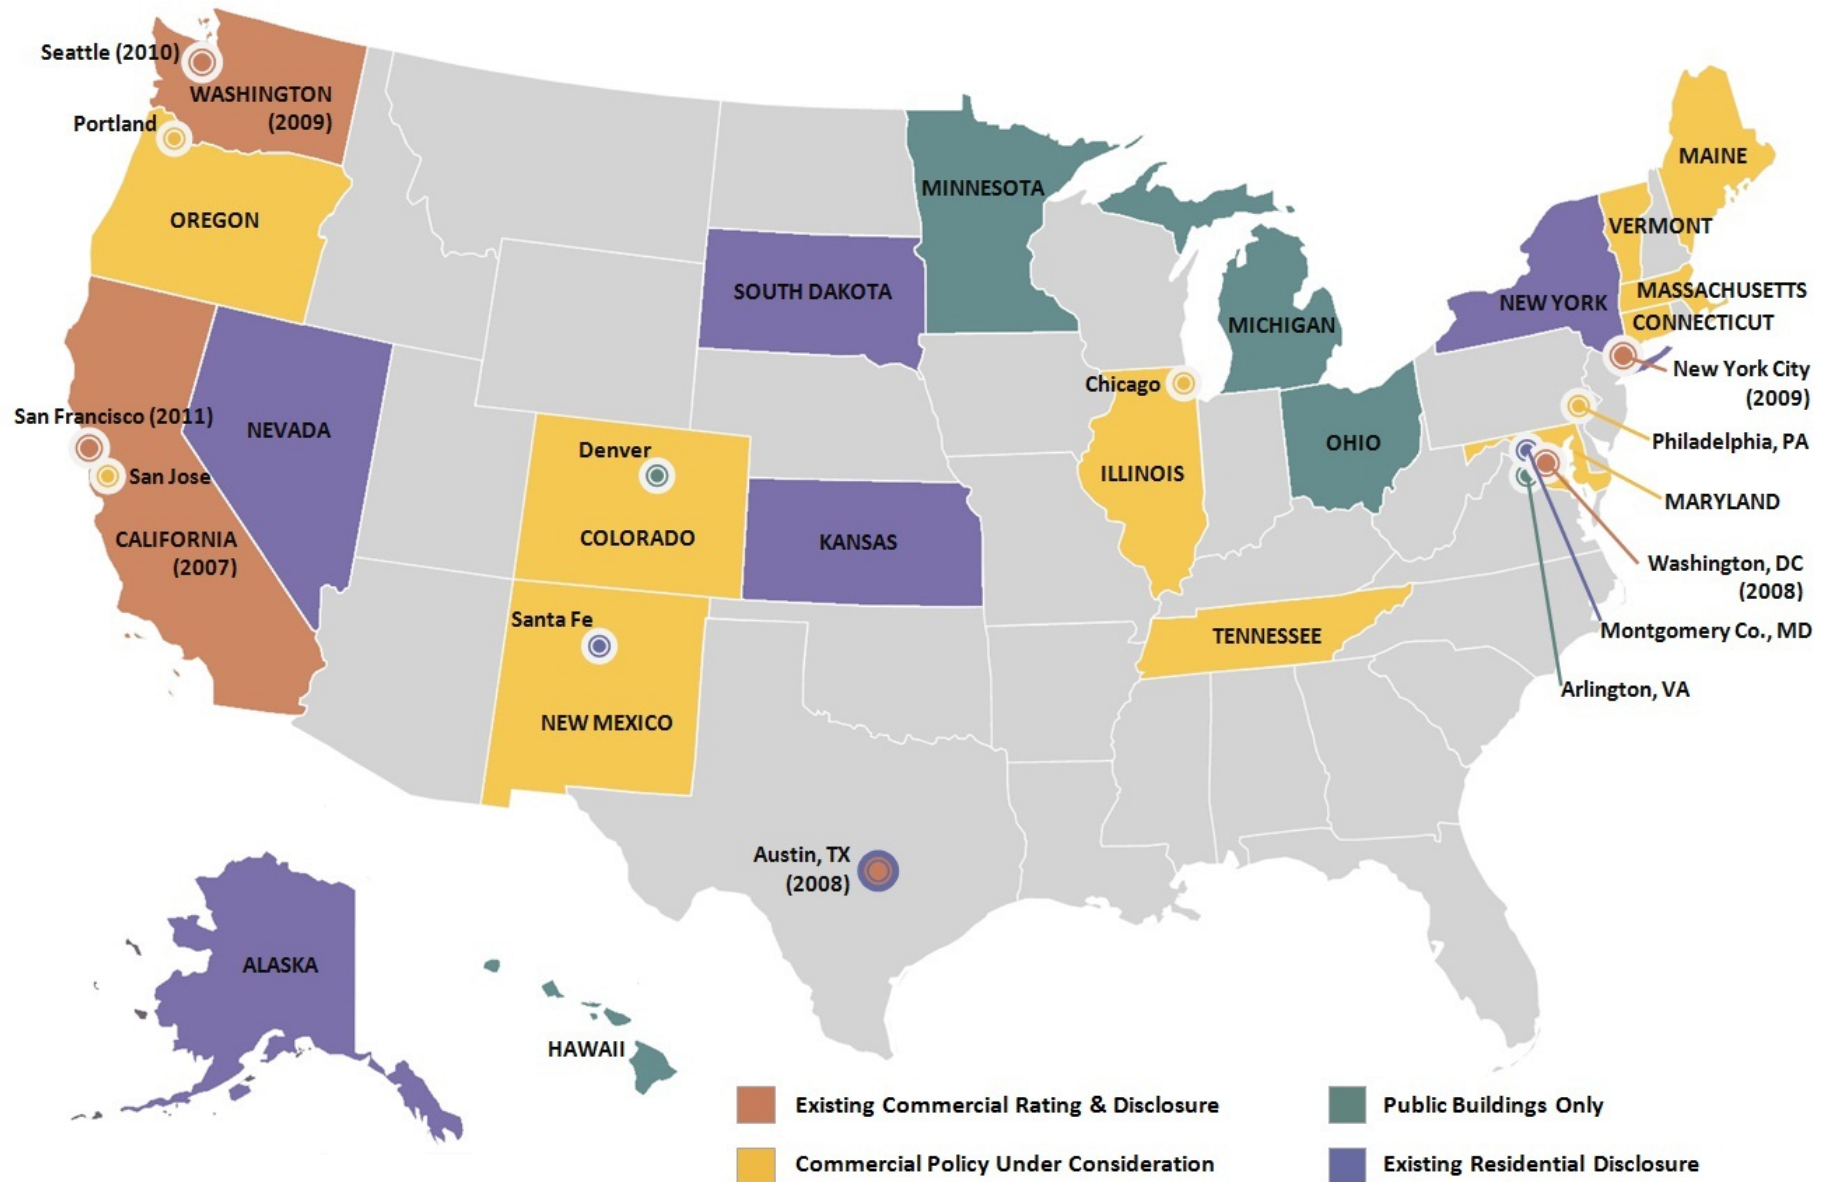 Seattle (2010)
WASHINGTON
(2009)
Portland
OREGON
MINNESOTA
MAINE
VERMONT
SOUTH DAKOTA
MICHIGAN
NEW YORK
MASSACHUSETTS
CONNECTICUT
New York City
(2009)
San Francisco (2011)
NEVADA
San Jose
CALIFORNIA
(2007)
Denver
COLORADO
KANSAS
Chicago
ILLINOIS
OHIO
Philadelphia, PA
MARYLAND
Washington, DC
(2008)
Montgomery Co., MD
Arlington, VA
Santa Fe
NEW MEXICO
TENNESSEE
Austin, TX
(2008)
ALASKA
HAWAII
Existing Commercial Rating & Disclosure
Public Buildings Only
Commercial Policy Under Consideration
Existing Residential Disclosure